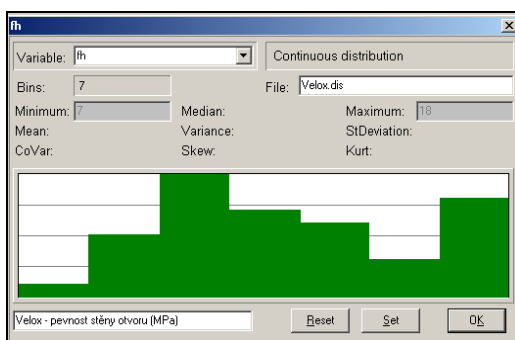 fh
Variable: fh Continuous distribution
Bins: 7 File: Velox.dis
Minimum: 7 Median: Maximum: 18
Mean: Variance: StDeviation:
CoVar: Skew: Kurt:
Velox - pevnost stěny otvoru (MPa) Reset Set OK